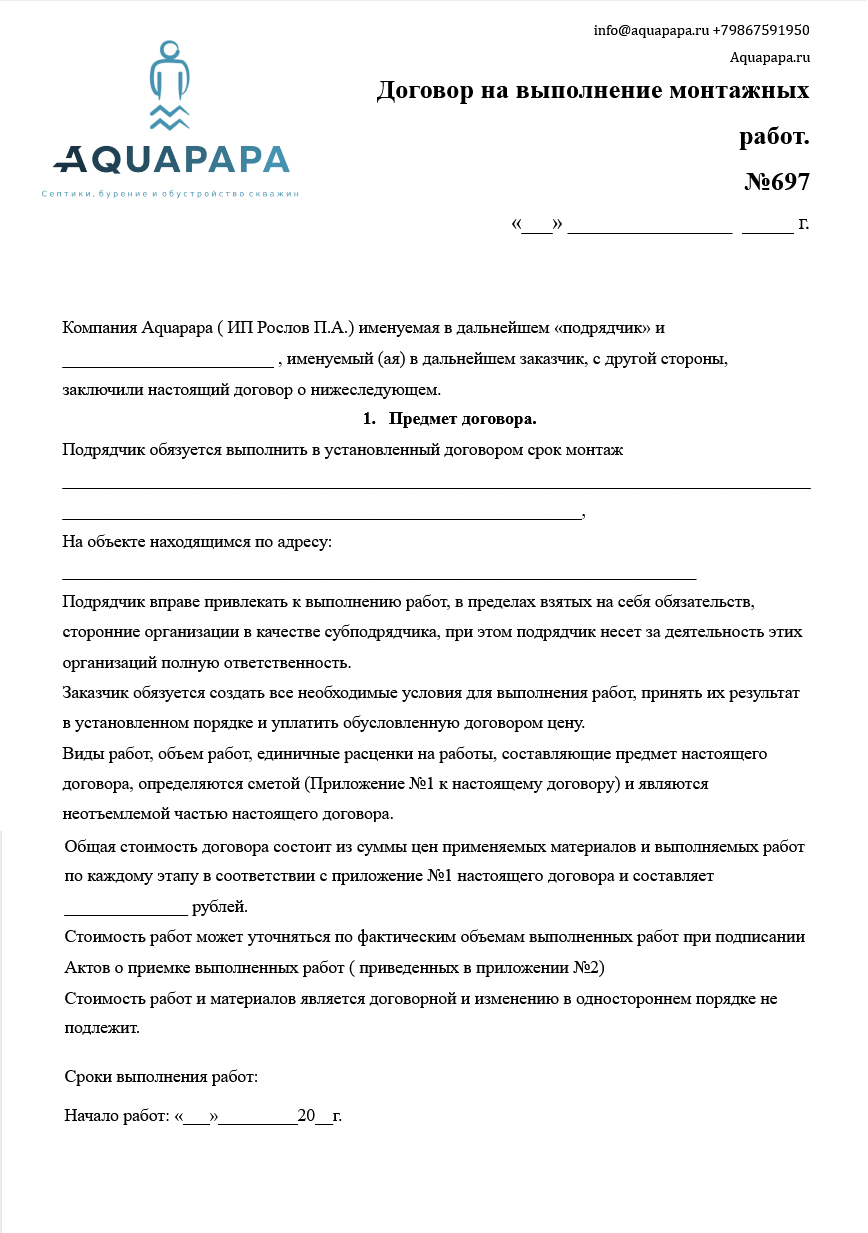 info@aquapapa.ru +79867591950
Aquapapa.ru
AQUAPAPA
Септики, бурение и обустройство скважин
Договор на выполнение монтажных
работ.
№697
«___» ________________ _____ г.
Компания Aquapapa ( ИП Рослов П.А.) именуемая в дальнейшем «подрядчик» и
________________________ , именуемый (ая) в дальнейшем заказчик, с другой стороны,
заключили настоящий договор о нижеследующем.
1. Предмет договора.
Подрядчик обязуется выполнить в установленный договором срок монтаж
_____________________________________________________________________________________
___________________________________________________________,
На объекте находящимся по адресу:
________________________________________________________________________
Подрядчик вправе привлекать к выполнению работ, в пределах взятых на себя обязательств,
сторонние организации в качестве субподрядчика, при этом подрядчик несет за деятельность этих
организаций полную ответственность.
Заказчик обязуется создать все необходимые условия для выполнения работ, принять их результат
в установленном порядке и уплатить обусловленную договором цену.
Виды работ, объем работ, единичные расценки на работы, составляющие предмет настоящего
договора, определяются сметой (Приложение №1 к настоящему договору) и являются
неотъемлемой частью настоящего договора.
Общая стоимость договора состоит из суммы цен применяемых материалов и выполняемых работ
по каждому этапу в соответствии с приложение №1 настоящего договора и составляет
______________ рублей.
Стоимость работ может уточняться по фактическим объемам выполненных работ при подписании
Актов о приемке выполненных работ ( приведенных в приложении №2)
Стоимость работ и материалов является договорной и изменению в одностороннем порядке не
подлежит.
Сроки выполнения работ:
Начало работ: «___»_________20__г.